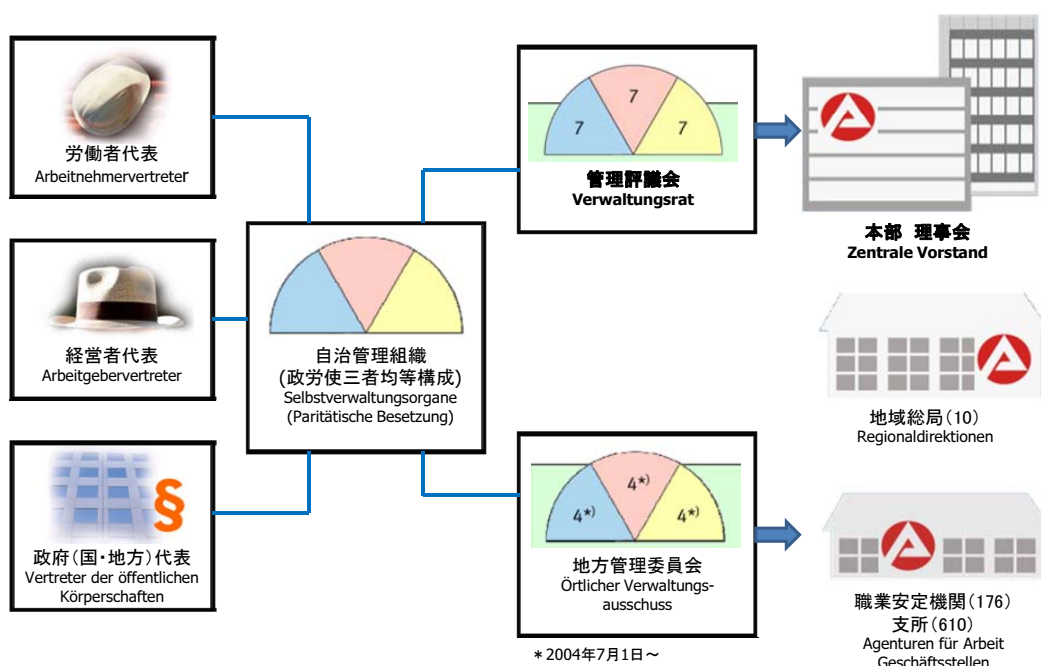 労働者代表
Arbeitnehmervertreter
経営者代表
Arbeitgebervertreter
政府(国・地方)代表
Vertreter der öffentlichen
Körperschaften
§
自治管理組織
(政労使三者均等構成)
Selbstverwaltungsorgane
(Paritätische Besetzung)
7
7
7
管理評議会
Verwaltungsrat
4*)
4*)
4*)
地方管理委員会
Örtlicher Verwaltungs-
ausschuss
*2004年7月1日~
本部 理事会
Zentrale Vorstand
地域総局(10)
Regionaldirektionen
職業安定機関(176)
支所(610)
Agenturen für Arbeit
Geschäftsstellen